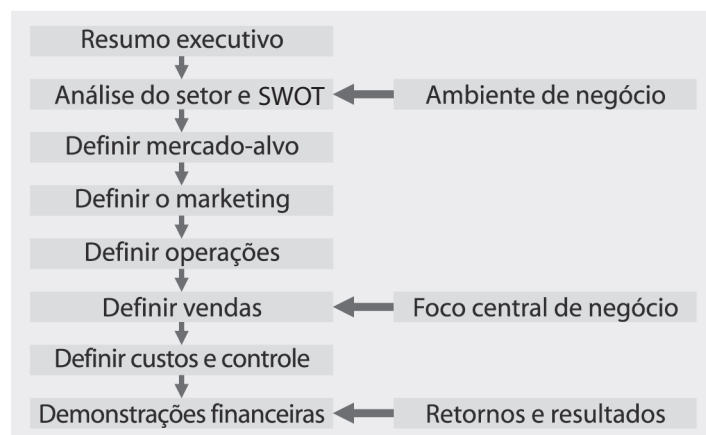 Resumo executivo
Análise do setor e SWOT
Ambiente de negócio
Definir mercado-alvo
Definir o marketing
Definir operações
Definir vendas
Foco central de negócio
Definir custos e controle
Demonstrações financeiras
Retornos e resultados